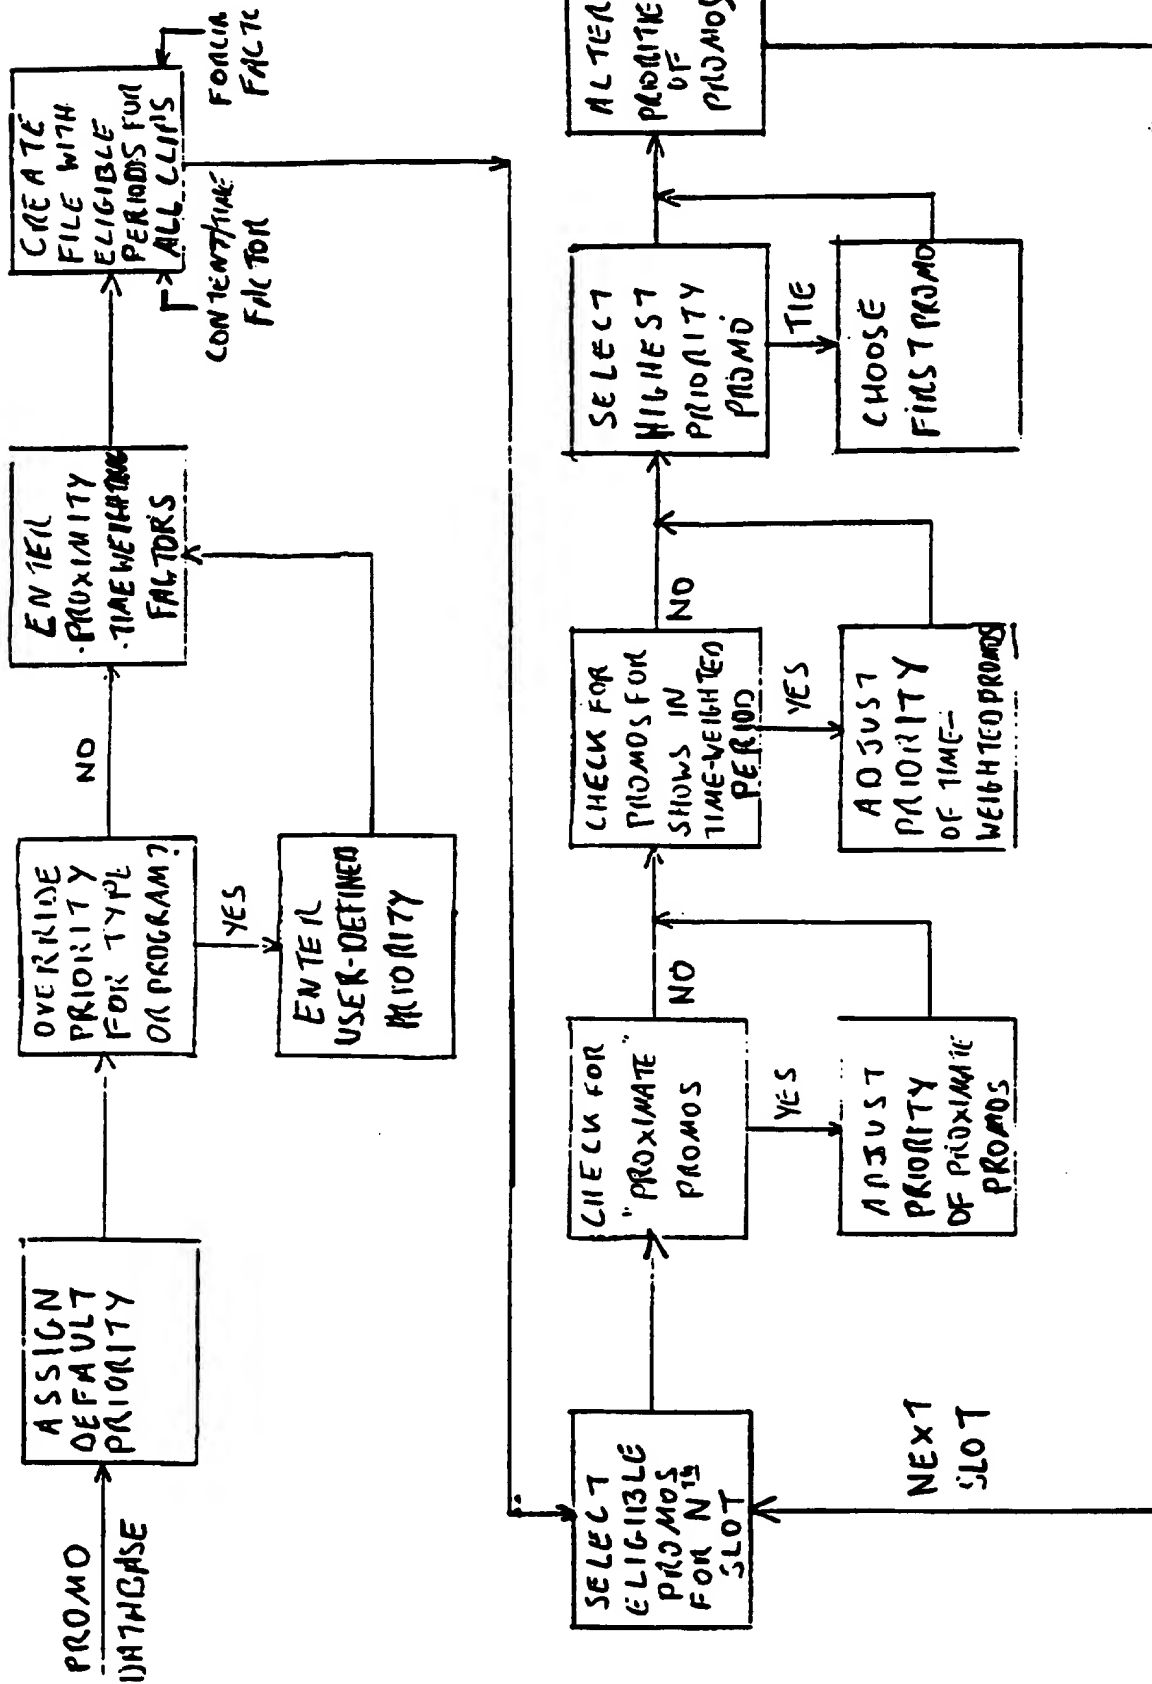 PROMO
DATABASE
ASSIGN
DEFAULT
PRIORITY
OVERRIDE
PRIORITY
FOR TYPE
OR PROGRAM?
NO
YES
ENTER
USER-DEFINED
PRIORITY
ENTER
·PROXIMITY
·TIME WEIGHTING
FACTORS
CREATE
FILE WITH
ELIGIBLE
PERIODS FOR
ALL CLIPS
CONTENT/TIME
FACTOR
SELECT
ELIGIBLE
PROMOS
FOR NTH
SLOT
NEXT
SLOT
CHECK FOR
"PROXIMATE"
PROMOS
NO
YES
ADJUST
PRIORITY
OF PROXIMATE
PROMOS
CHECK FOR
PROMOS FOR
SHOWS IN
TIME-WEIGHTED
PERIOD
NO
YES
ADJUST
PRIORITY
OF TIME-
WEIGHTED PROMOS
SELECT
HIGHEST
PRIORITY
PROMO
TIE
CHOOSE
FIRST PROMO
ALTER
PRIORITIE
OF
PROMOS